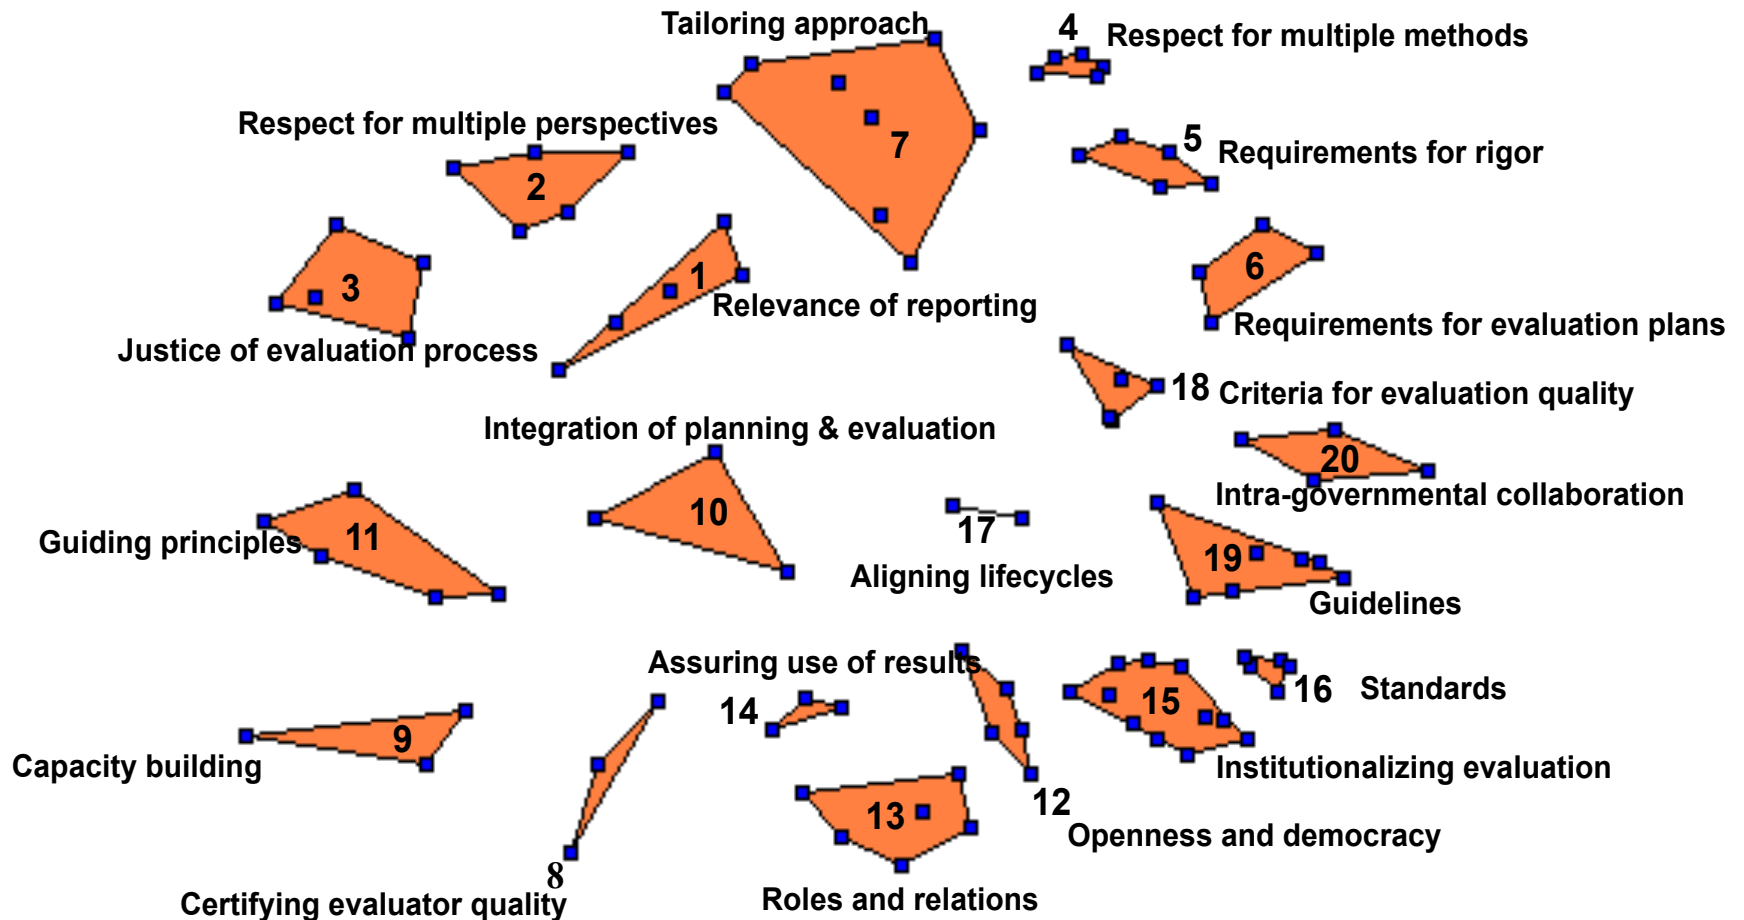 Tailoring approach
4
Respect for multiple methods
Respect for multiple perspectives
7
5
Requirements for rigor
2
3
1
6
Relevance of reporting
Requirements for evaluation plans
Justice of evaluation process
18
Criteria for evaluation quality
Integration of planning & evaluation
20
Intra-governmental collaboration
10
17
Guiding principles
11
19
Aligning lifecycles
Guidelines
Assuring use of results
14
15
16
Standards
9
Capacity building
Institutionalizing evaluation
13
12
Openness and democracy
8
Certifying evaluator quality
Roles and relations